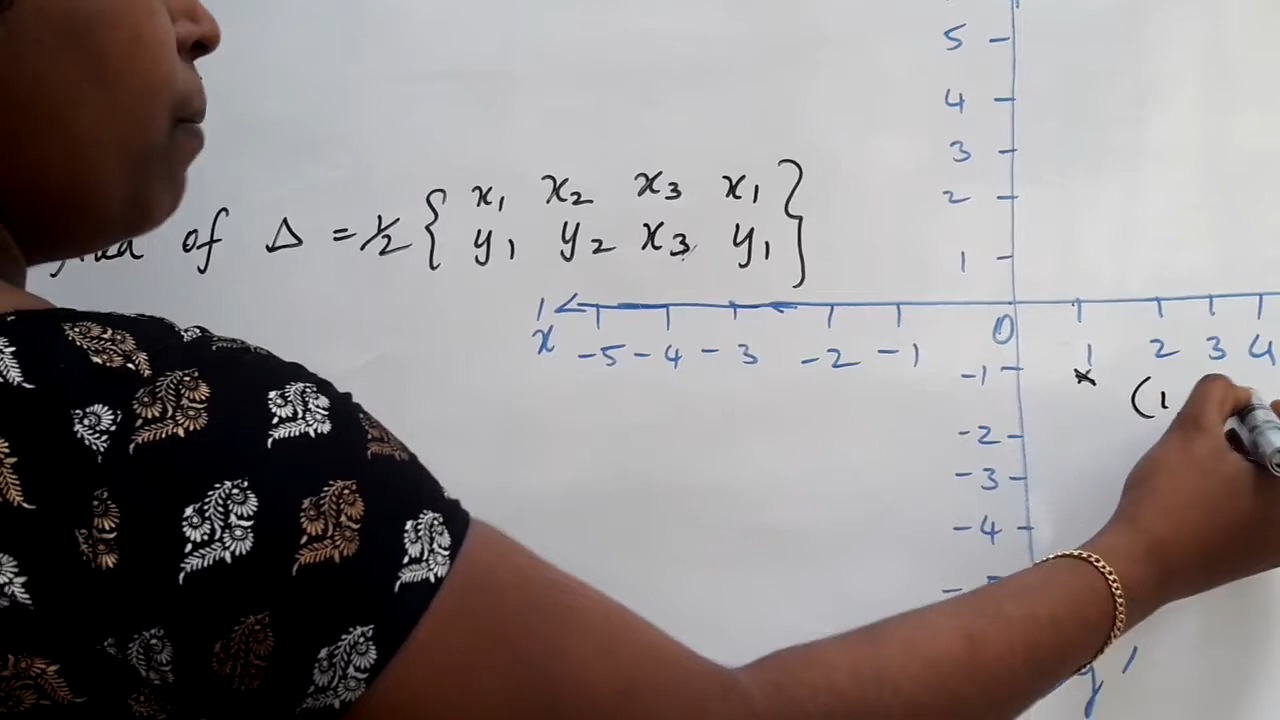 5
4
3
2
1
of Δ = 1/2 { x₁ x₂ x₃ x₁
y₁ y₂ x₃ y₁ }
x'
-5 -4 -3 -2 -1 0 1 2 3 4
-1
(1
-2
-3
-4
y'